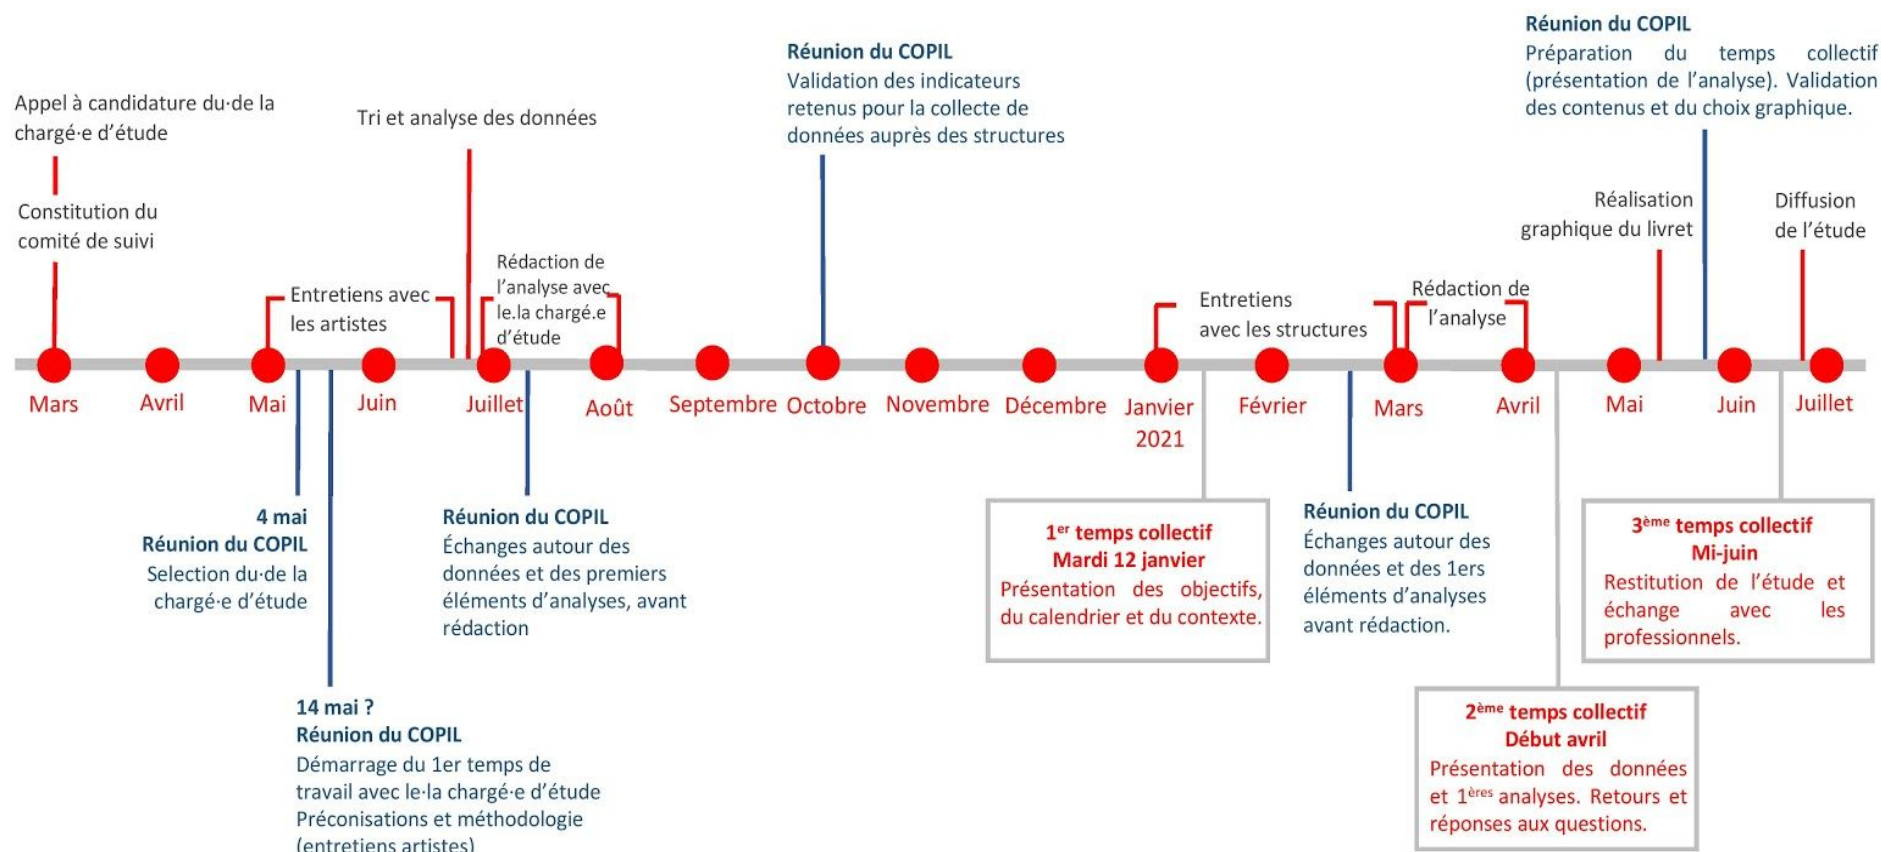 Appel à candidature du·de la
chargé·e d’étude
Constitution du
comité de suivi
Tri et analyse des données
Entretiens avec
les artistes
Rédaction de
l’analyse avec
le.la chargé.e
d’étude
Réunion du COPIL
Validation des indicateurs
retenus pour la collecte de
données auprès des structures
Entretiens
avec les structures
Rédaction de
l’analyse
Réunion du COPIL
Préparation du temps collectif
(présentation de l’analyse). Validation
des contenus et du choix graphique.
Réalisation
graphique du livret
Diffusion
de l’étude
Mars
Avril
Mai
Juin
Juillet
Août
Septembre
Octobre
Novembre
Décembre
Janvier
2021
Février
Mars
Avril
Mai
Juin
Juillet
4 mai
Réunion du COPIL
Selection du·de la
chargé·e d’étude
14 mai ?
Réunion du COPIL
Démarrage du 1er temps de
travail avec le·la chargé·e d’étude
Préconisations et méthodologie
(entretiens artistes)
Réunion du COPIL
Échanges autour des
données et des premiers
éléments d’analyses, avant
rédaction
1er temps collectif
Mardi 12 janvier
Présentation des objectifs,
du calendrier et du contexte.
Réunion du COPIL
Échanges autour des
données et des 1ers
éléments d’analyses
avant rédaction.
2ème temps collectif
Début avril
Présentation des données
et 1ères analyses. Retours et
réponses aux questions.
3ème temps collectif
Mi-juin
Restitution de l’étude et
échange avec les
professionnels.